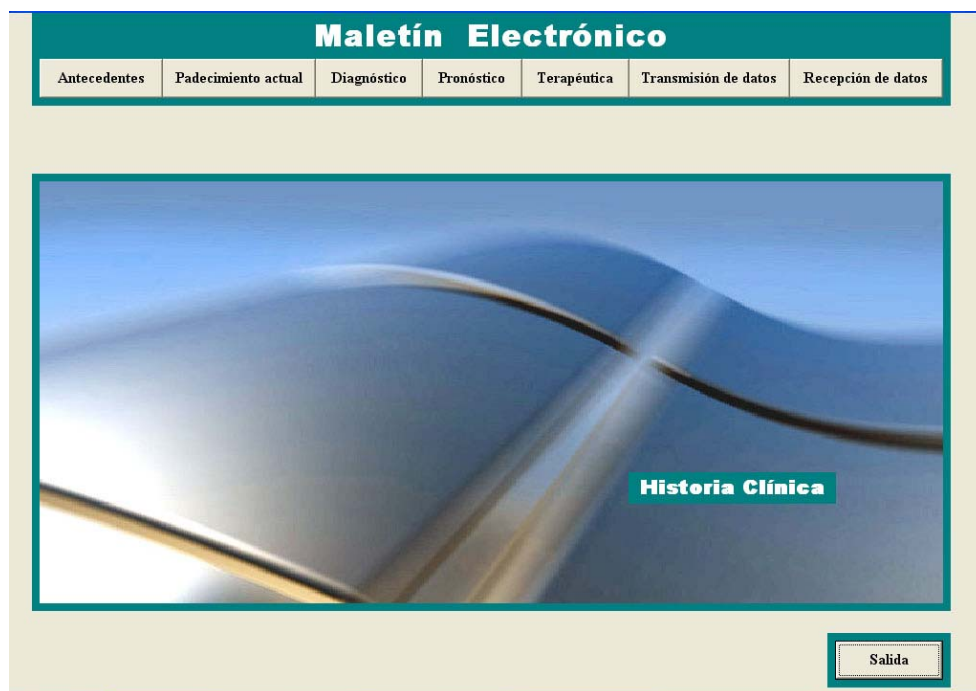 Maletín Electrónico
Antecedentes Padecimiento actual Diagnóstico Pronóstico Terapéutica Transmisión de datos Recepción de datos
Historia Clínica
Salida